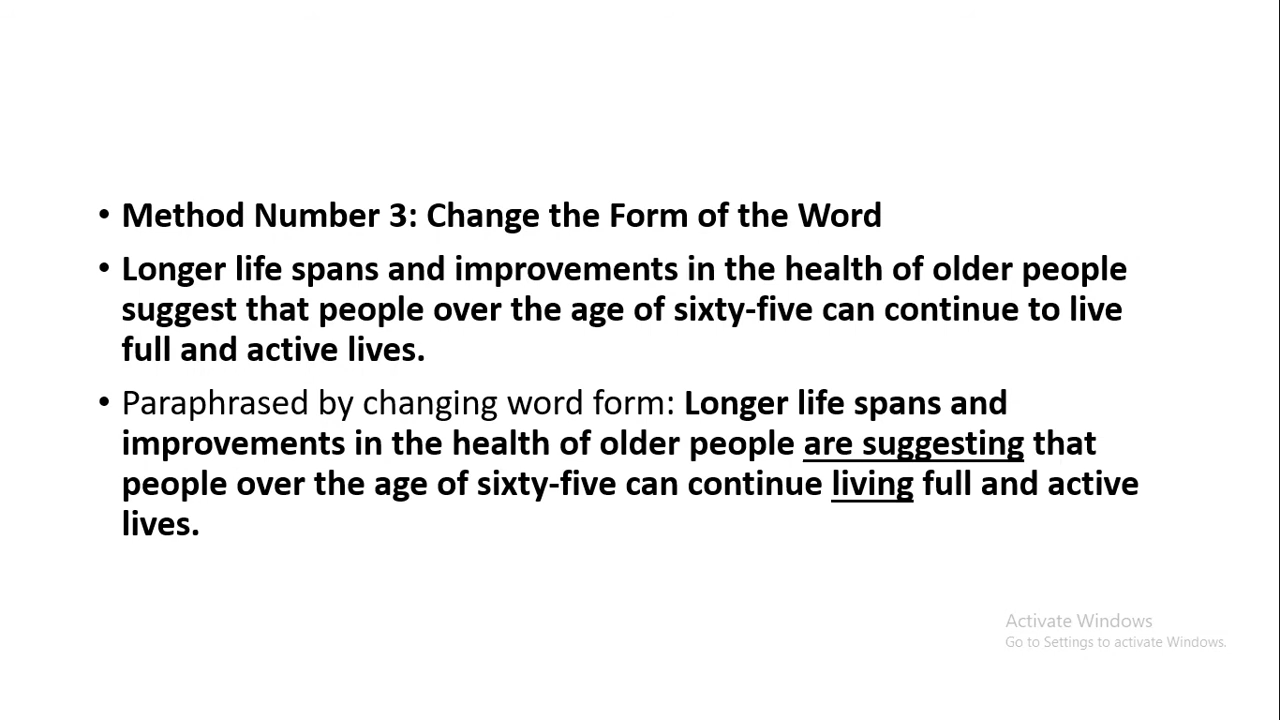 • Method Number 3: Change the Form of the Word
• Longer life spans and improvements in the health of older people
suggest that people over the age of sixty-five can continue to live
full and active lives.
• Paraphrased by changing word form: Longer life spans and
improvements in the health of older people are suggesting that
people over the age of sixty-five can continue living full and active
lives.
Activate Windows
Go to Settings to activate Windows.